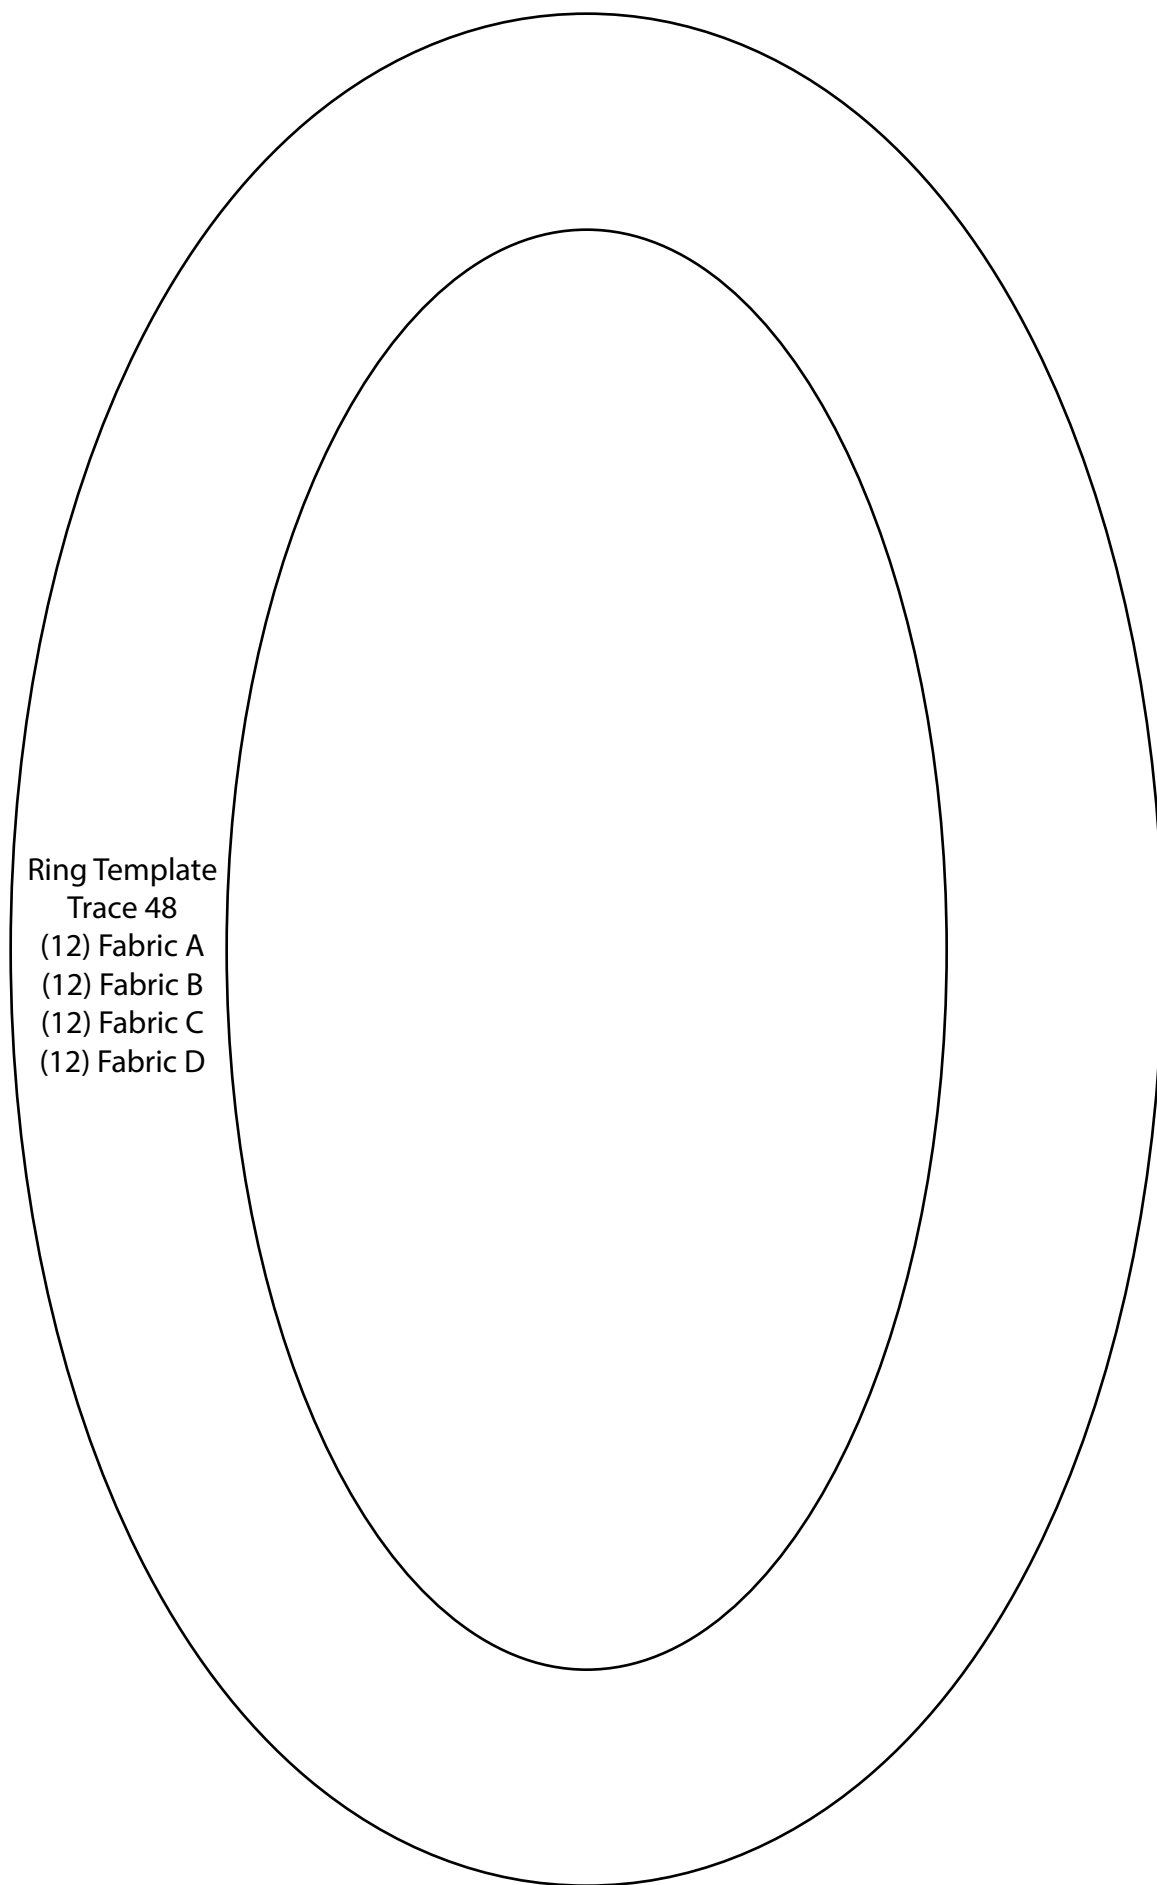 Ring Template
Trace 48
(12) Fabric A
(12) Fabric B
(12) Fabric C
(12) Fabric D